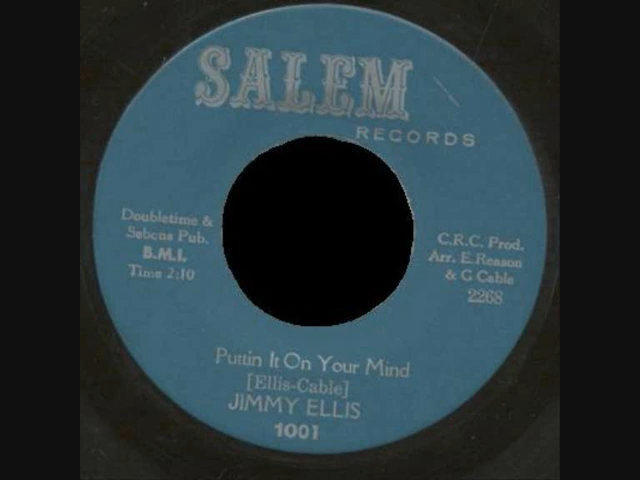 SALEM
RECORDS
Doubletime &
Sebons Pub.
B.M.I.
Time 2:10
C.R.C. Prod.
Arr. E. Reason
& G Cable
2268
Puttin It On Your Mind
[Ellis-Cable]
JIMMY ELLIS
1001